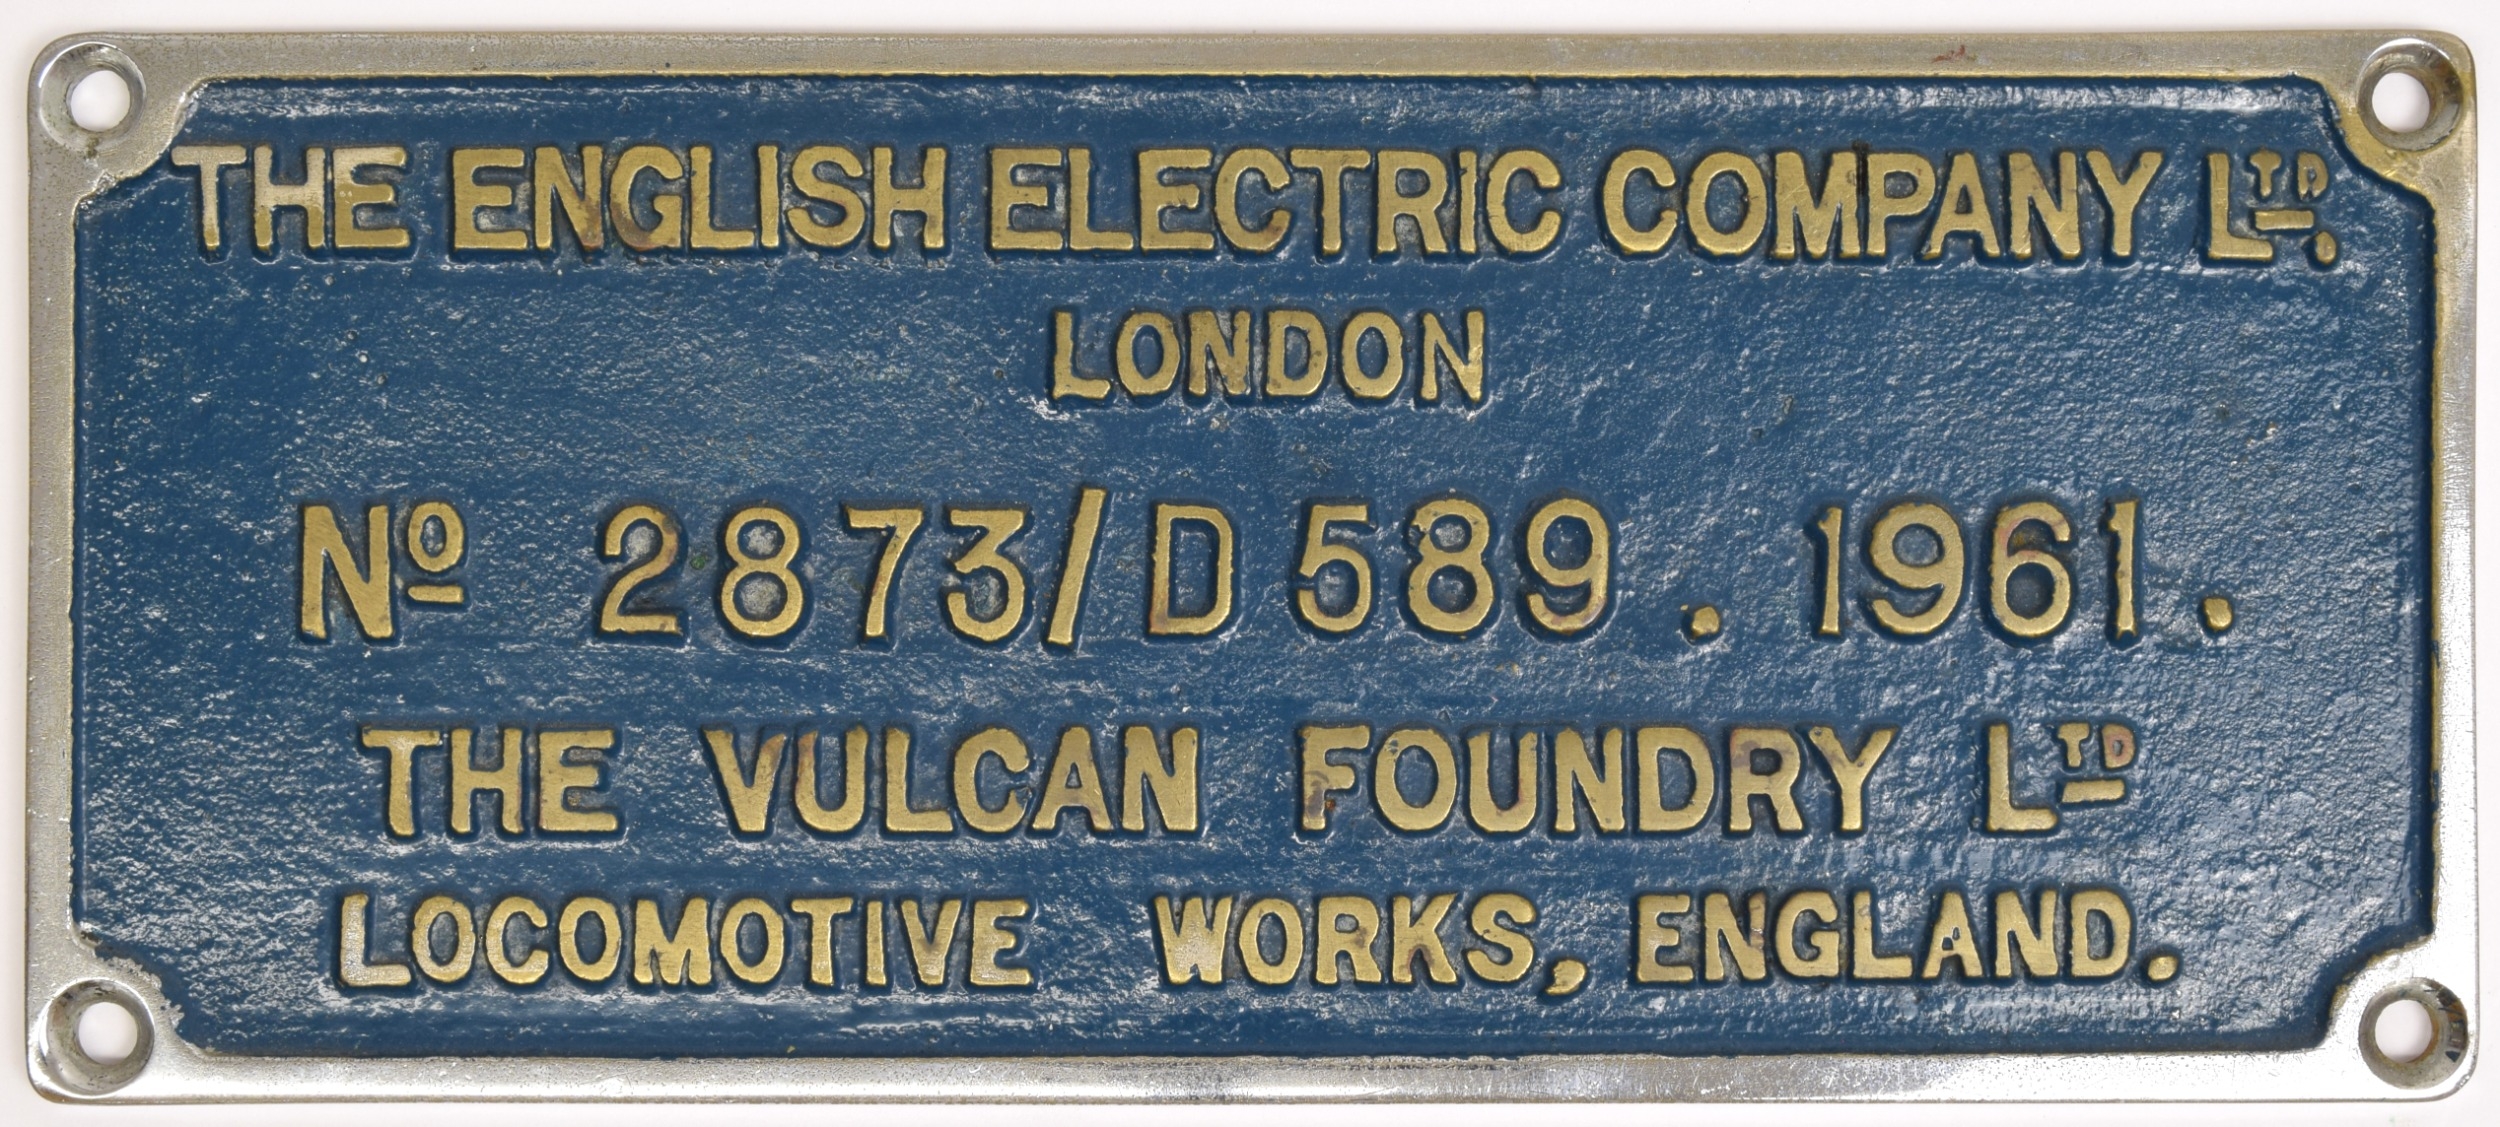 THE ENGLISH ELECTRIC COMPANY LTD.
LONDON
No 2873/D589. 1961.
THE VULCAN FOUNDRY LTD
LOCOMOTIVE WORKS, ENGLAND.